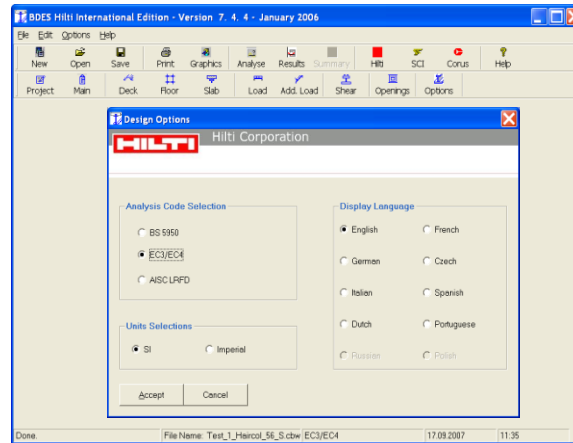 BDES Hilti International Edition - Version 7. 4. 4 - January 2006
File Edit Options Help
New Open Save Print Graphics Analyse Results Summary Hilti SCI Corus Help
Project Main Deck Floor Slab Load Add. Load Shear Openings Options
Design Options
HILTI Hilti Corporation
Analysis Code Selection
BS 5950
EC3/EC4
AISC LRFD
Units Selections
SI Imperial
Display Language
English French
German Czech
Italian Spanish
Dutch Portuguese
Russian Polish
Accept Cancel
Done. File Name: Test_1_Haircol_56_S.cbw EC3/EC4 17.09.2007 11:35